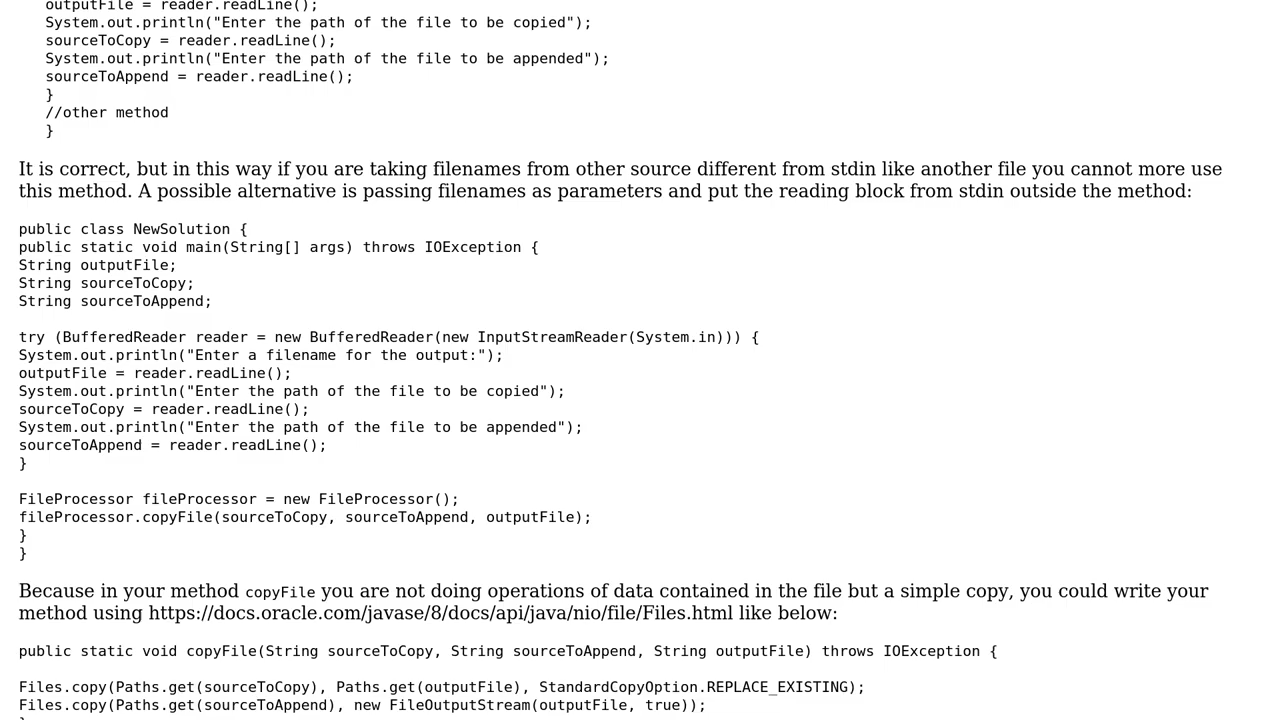 outputFile = reader.readLine();
System.out.println("Enter the path of the file to be copied");
sourceToCopy = reader.readLine();
System.out.println("Enter the path of the file to be appended");
sourceToAppend = reader.readLine();
}
//other method
}
It is correct, but in this way if you are taking filenames from other source different from stdin like another file you cannot more use
this method. A possible alternative is passing filenames as parameters and put the reading block from stdin outside the method:
public class NewSolution {
public static void main(String[] args) throws IOException {
String outputFile;
String sourceToCopy;
String sourceToAppend;
try (BufferedReader reader = new BufferedReader(new InputStreamReader(System.in))) {
System.out.println("Enter a filename for the output:");
outputFile = reader.readLine();
System.out.println("Enter the path of the file to be copied");
sourceToCopy = reader.readLine();
System.out.println("Enter the path of the file to be appended");
sourceToAppend = reader.readLine();
}
FileProcessor fileProcessor = new FileProcessor();
fileProcessor.copyFile(sourceToCopy, sourceToAppend, outputFile);
}
}
Because in your method copyFile you are not doing operations of data contained in the file but a simple copy, you could write your
method using https://docs.oracle.com/javase/8/docs/api/java/nio/file/Files.html like below:
public static void copyFile(String sourceToCopy, String sourceToAppend, String outputFile) throws IOException {
Files.copy(Paths.get(sourceToCopy), Paths.get(outputFile), StandardCopyOption.REPLACE_EXISTING);
Files.copy(Paths.get(sourceToAppend), new FileOutputStream(outputFile, true));
}